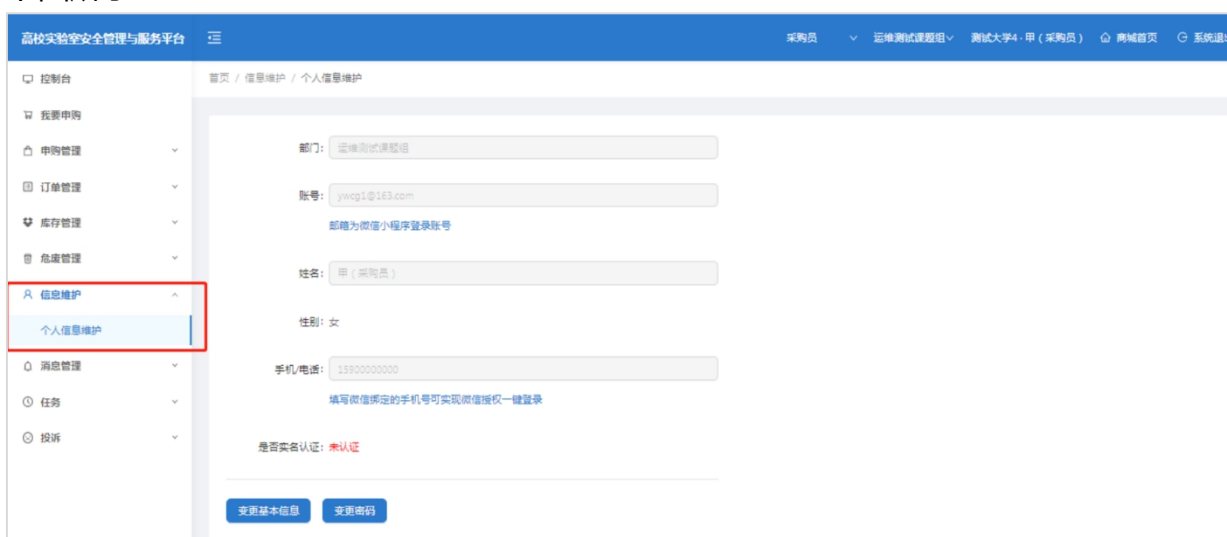 高校实验室安全管理与服务平台
采购员 运维测试课题组 测试大学4·甲（采购员） 商城首页 系统退
控制台
首页 / 信息维护 / 个人信息维护
我要申购
申购管理
部门： 运维测试课题组
订单管理
账号： ywcg1@163.com
库存管理
邮箱为微信小程序登录账号
危废管理
姓名： 甲（采购员）
信息维护
个人信息维护
性别： 女
消息管理
手机/电话： 15900000000
任务
填写微信绑定的手机号可实现微信授权一键登录
投诉
是否实名认证： 未认证
变更基本信息 变更密码